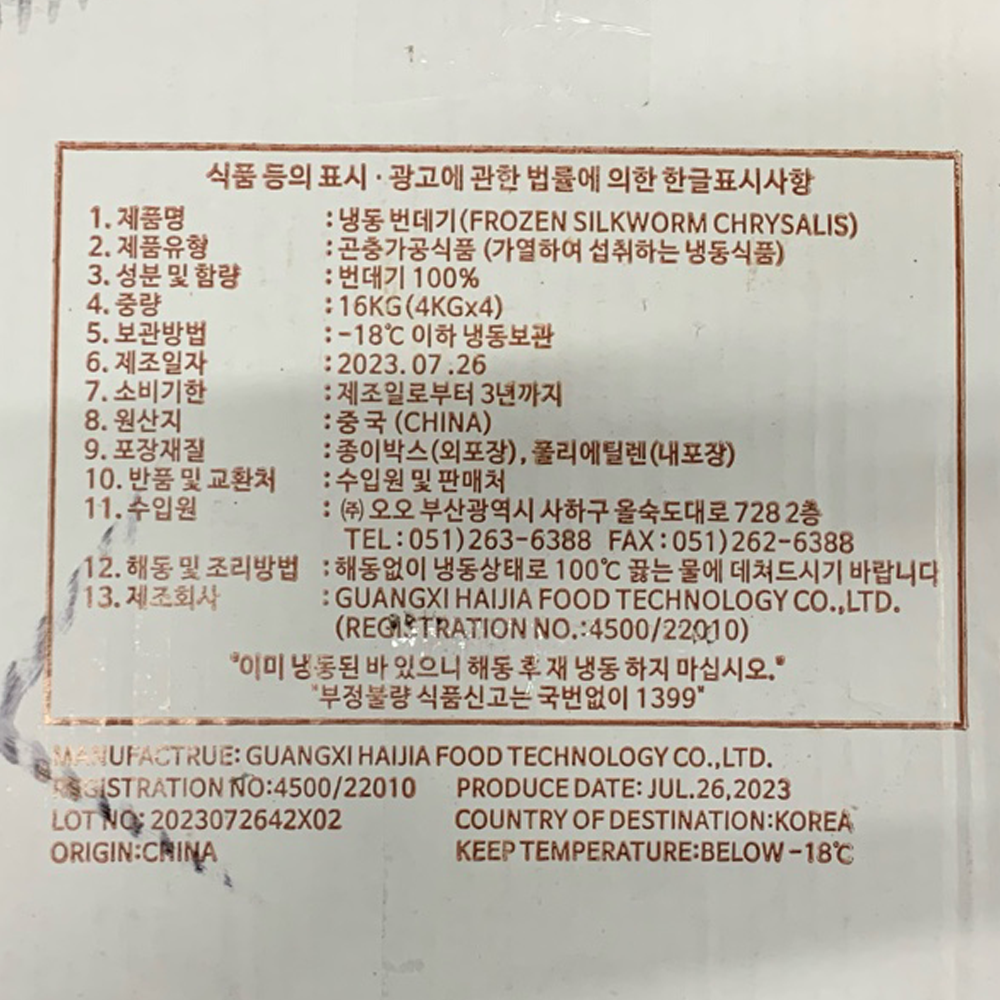 식품 등의 표시·광고에 관한 법률에 의한 한글표시사항
1. 제품명 : 냉동 번데기(FROZEN SILKWORM CHRYSALIS)
2. 제품유형 : 곤충가공식품 (가열하여 섭취하는 냉동식품)
3. 성분 및 함량 : 번데기 100%
4. 중량 : 16KG(4KGx4)
5. 보관방법 : -18℃ 이하 냉동보관
6. 제조일자 : 2023.07.26
7. 소비기한 : 제조일로부터 3년까지
8. 원산지 : 중국 (CHINA)
9. 포장재질 : 종이박스(외포장), 폴리에틸렌(내포장)
10. 반품 및 교환처 : 수입원 및 판매처
11. 수입원 : ㈜ 오오 부산광역시 사하구 을숙도대로 728 2층
TEL:051)263-6388 FAX:051)262-6388
12. 해동 및 조리방법 : 해동없이 냉동상태로 100℃ 끓는 물에 데쳐드시기 바랍니다
13. 제조회사 : GUANGXI HAIJIA FOOD TECHNOLOGY CO.,LTD.
(REGISTRATION NO.:4500/22010)
"이미 냉동된 바 있으니 해동 후 재 냉동 하지 마십시오."
"부정불량 식품신고는 국번없이 1399"
MANUFACTRUE: GUANGXI HAIJIA FOOD TECHNOLOGY CO.,LTD.
REGISTRATION NO:4500/22010 PRODUCE DATE: JUL.26,2023
LOT NO: 2023072642X02 COUNTRY OF DESTINATION:KOREA
ORIGIN:CHINA KEEP TEMPERATURE:BELOW -18℃